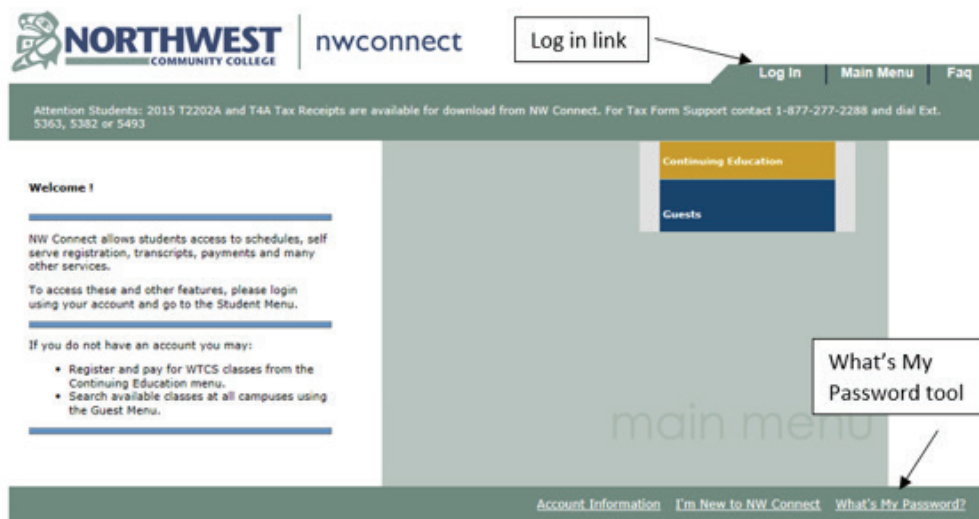 NORTHWEST
COMMUNITY COLLEGE
nwconnect
Log in link
Log In
Main Menu
Faq
Attention Students: 2015 T2202A and T4A Tax Receipts are available for download from NW Connect. For Tax Form Support contact 1-877-277-2288 and dial Ext.
5363, 5382 or 5493
Continuing Education
Guests
Welcome !
NW Connect allows students access to schedules, self
serve registration, transcripts, payments and many
other services.
To access these and other features, please login
using your account and go to the Student Menu.
If you do not have an account you may:
• Register and pay for WTCS classes from the
Continuing Education menu.
• Search available classes at all campuses using
the Guest Menu.
What's My
Password tool
main menu
Account Information
I'm New to NW Connect
What's My Password?